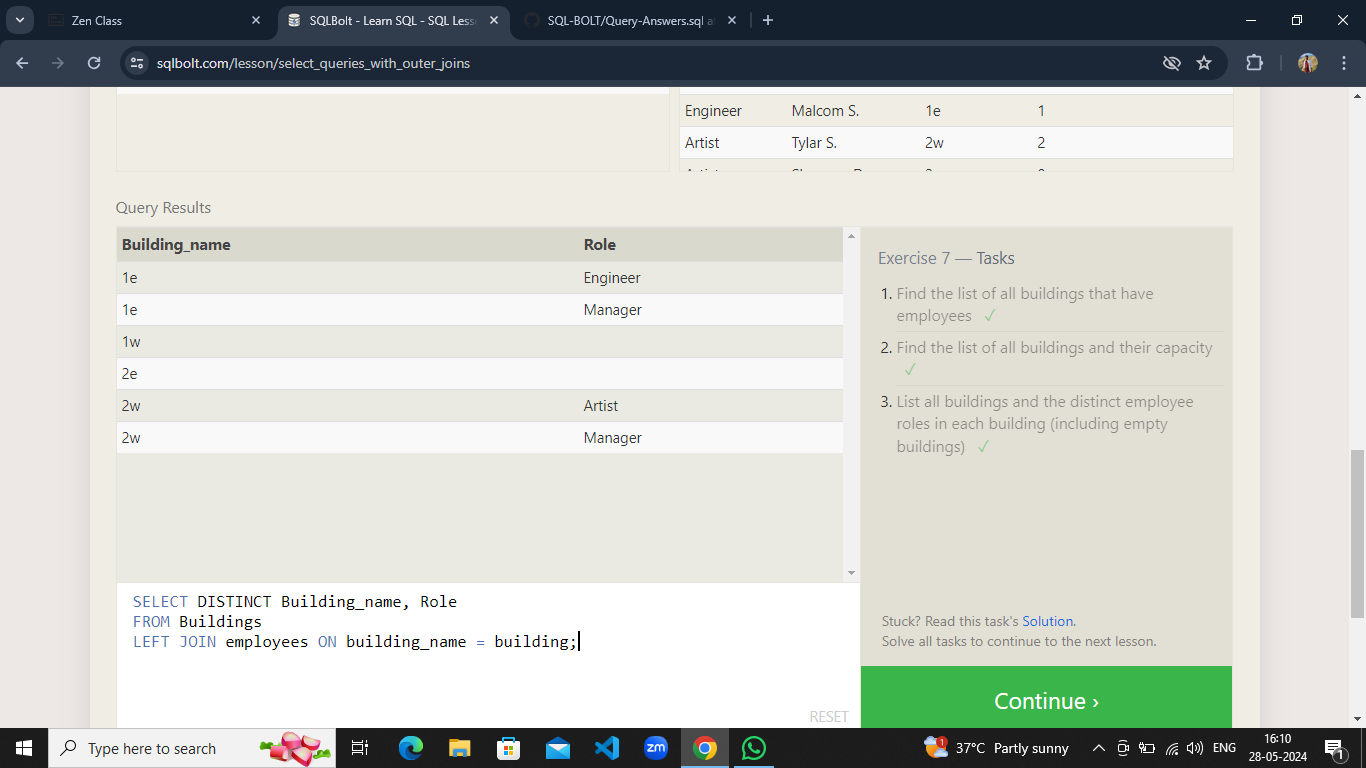 Zen Class
SQLBolt - Learn SQL - SQL Less
SQL-BOLT/Query-Answers.sql a
sqlbolt.com/lesson/select_queries_with_outer_joins
Engineer Malcom S. 1e 1
Artist Tylar S. 2w 2
Query Results
Building_name Role
1e Engineer
1e Manager
1w
2e
2w Artist
2w Manager
Exercise 7 — Tasks
1. Find the list of all buildings that have
employees ✓
2. Find the list of all buildings and their capacity
✓
3. List all buildings and the distinct employee
roles in each building (including empty
buildings) ✓
SELECT DISTINCT Building_name, Role
FROM Buildings
LEFT JOIN employees ON building_name = building;
RESET
Stuck? Read this task's Solution.
Solve all tasks to continue to the next lesson.
Continue ›
Type here to search
zm
1
37°C Partly sunny
ENG
16:10
28-05-2024
1